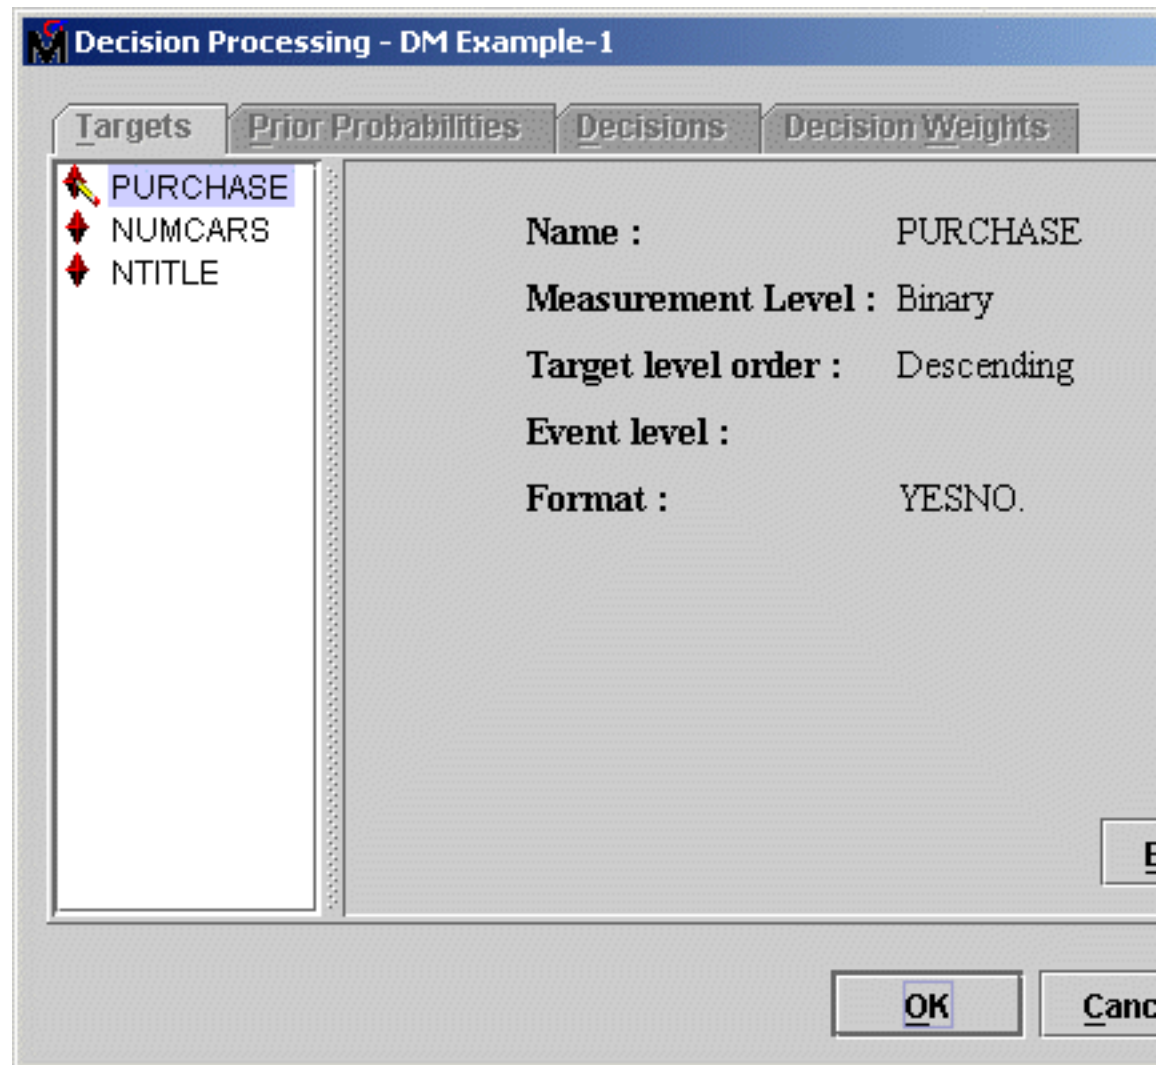 Decision Processing - DM Example-1
Targets Prior Probabilities Decisions Decision Weights
PURCHASE
NUMCARS
NTITLE
Name : PURCHASE
Measurement Level : Binary
Target level order : Descending
Event level :
Format : YESNO.
OK